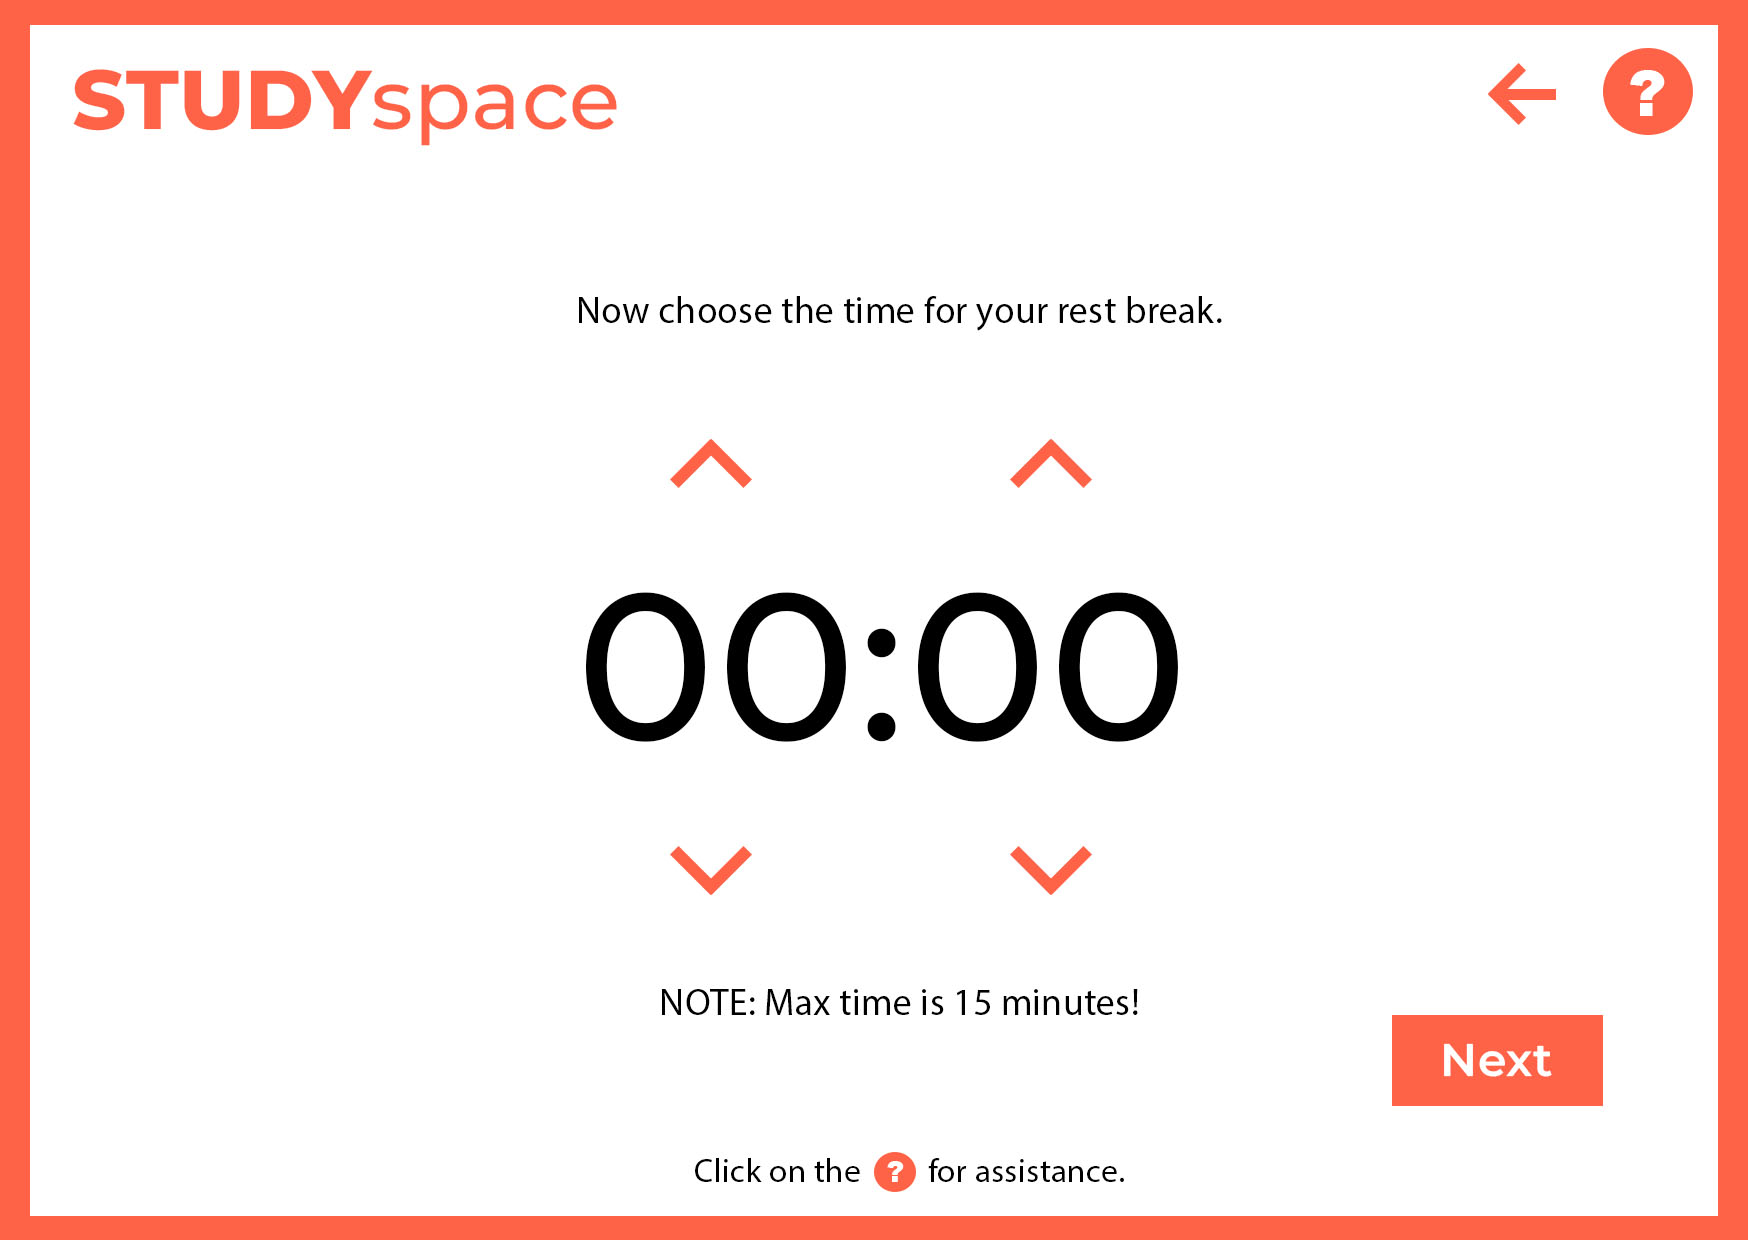 STUDYspace
?
Now choose the time for your rest break.
00:00
NOTE: Max time is 15 minutes!
Next
Click on the ? for assistance.